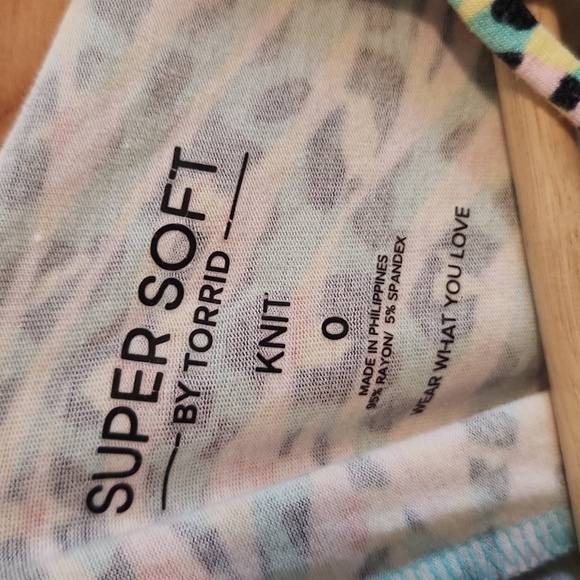 SUPER SOFT
BY TORRID
KNIT
0
MADE IN PHILIPPINES
95% RAYON/ 5% SPANDEX
WEAR WHAT YOU LOVE